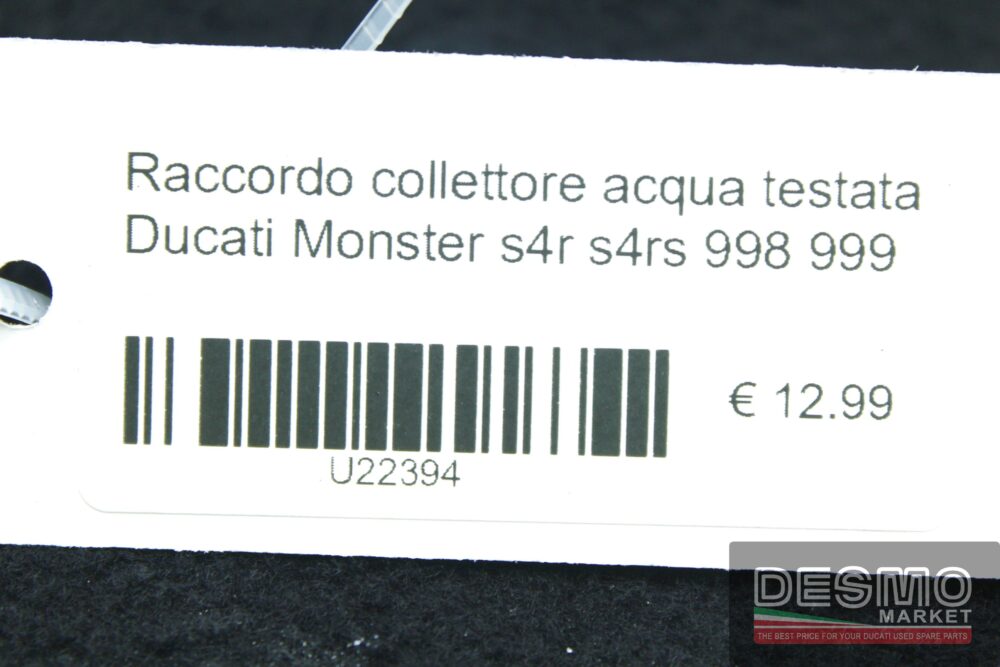 Raccordo collettore acqua testata
Ducati Monster s4r s4rs 998 999
€ 12.99
U22394
DESMO
MARKET
THE BEST PRICE FOR YOUR DUCATI USED SPARE PARTS